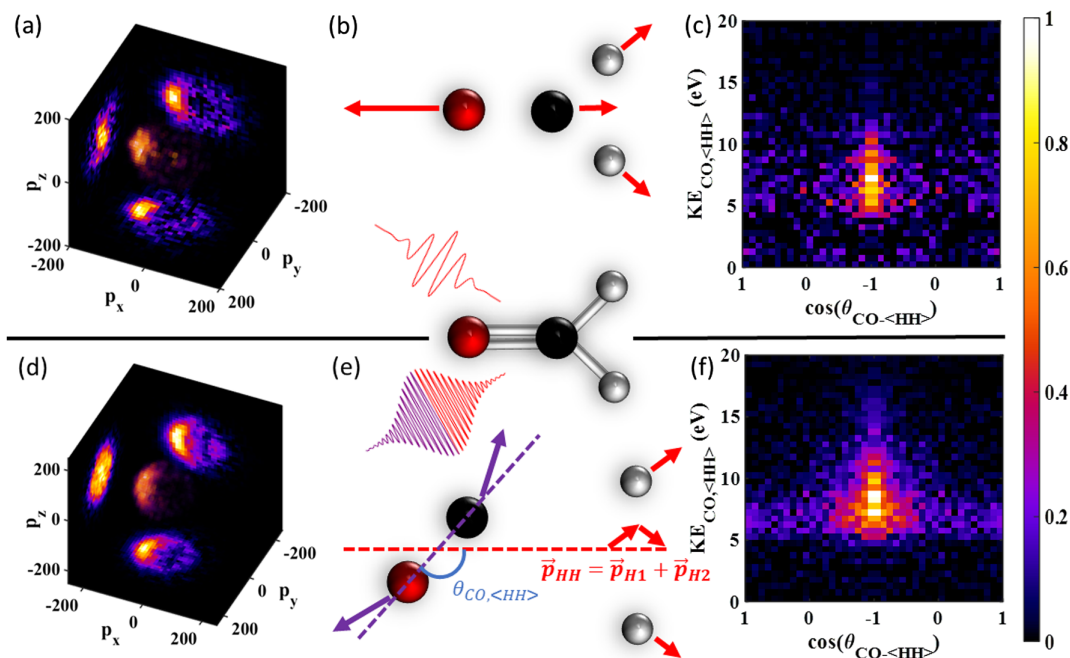 (a)
200
0
-200
p_z
-200
0
200
p_x
-200
0
p_y
200
(b)
(c)
20
15
10
5
0
KE_CO,<HH> (eV)
1 0 -1 0 1
cos(θ_CO-<HH>)
1
0.8
0.6
0.4
0.2
0
(d)
200
0
-200
p_z
-200
0
200
p_x
-200
0
p_y
200
(e)
θ_CO,<HH>
p⃗_HH = p⃗_H1 + p⃗_H2
(f)
20
15
10
5
0
KE_CO,<HH> (eV)
1 0 -1 0 1
cos(θ_CO-<HH>)